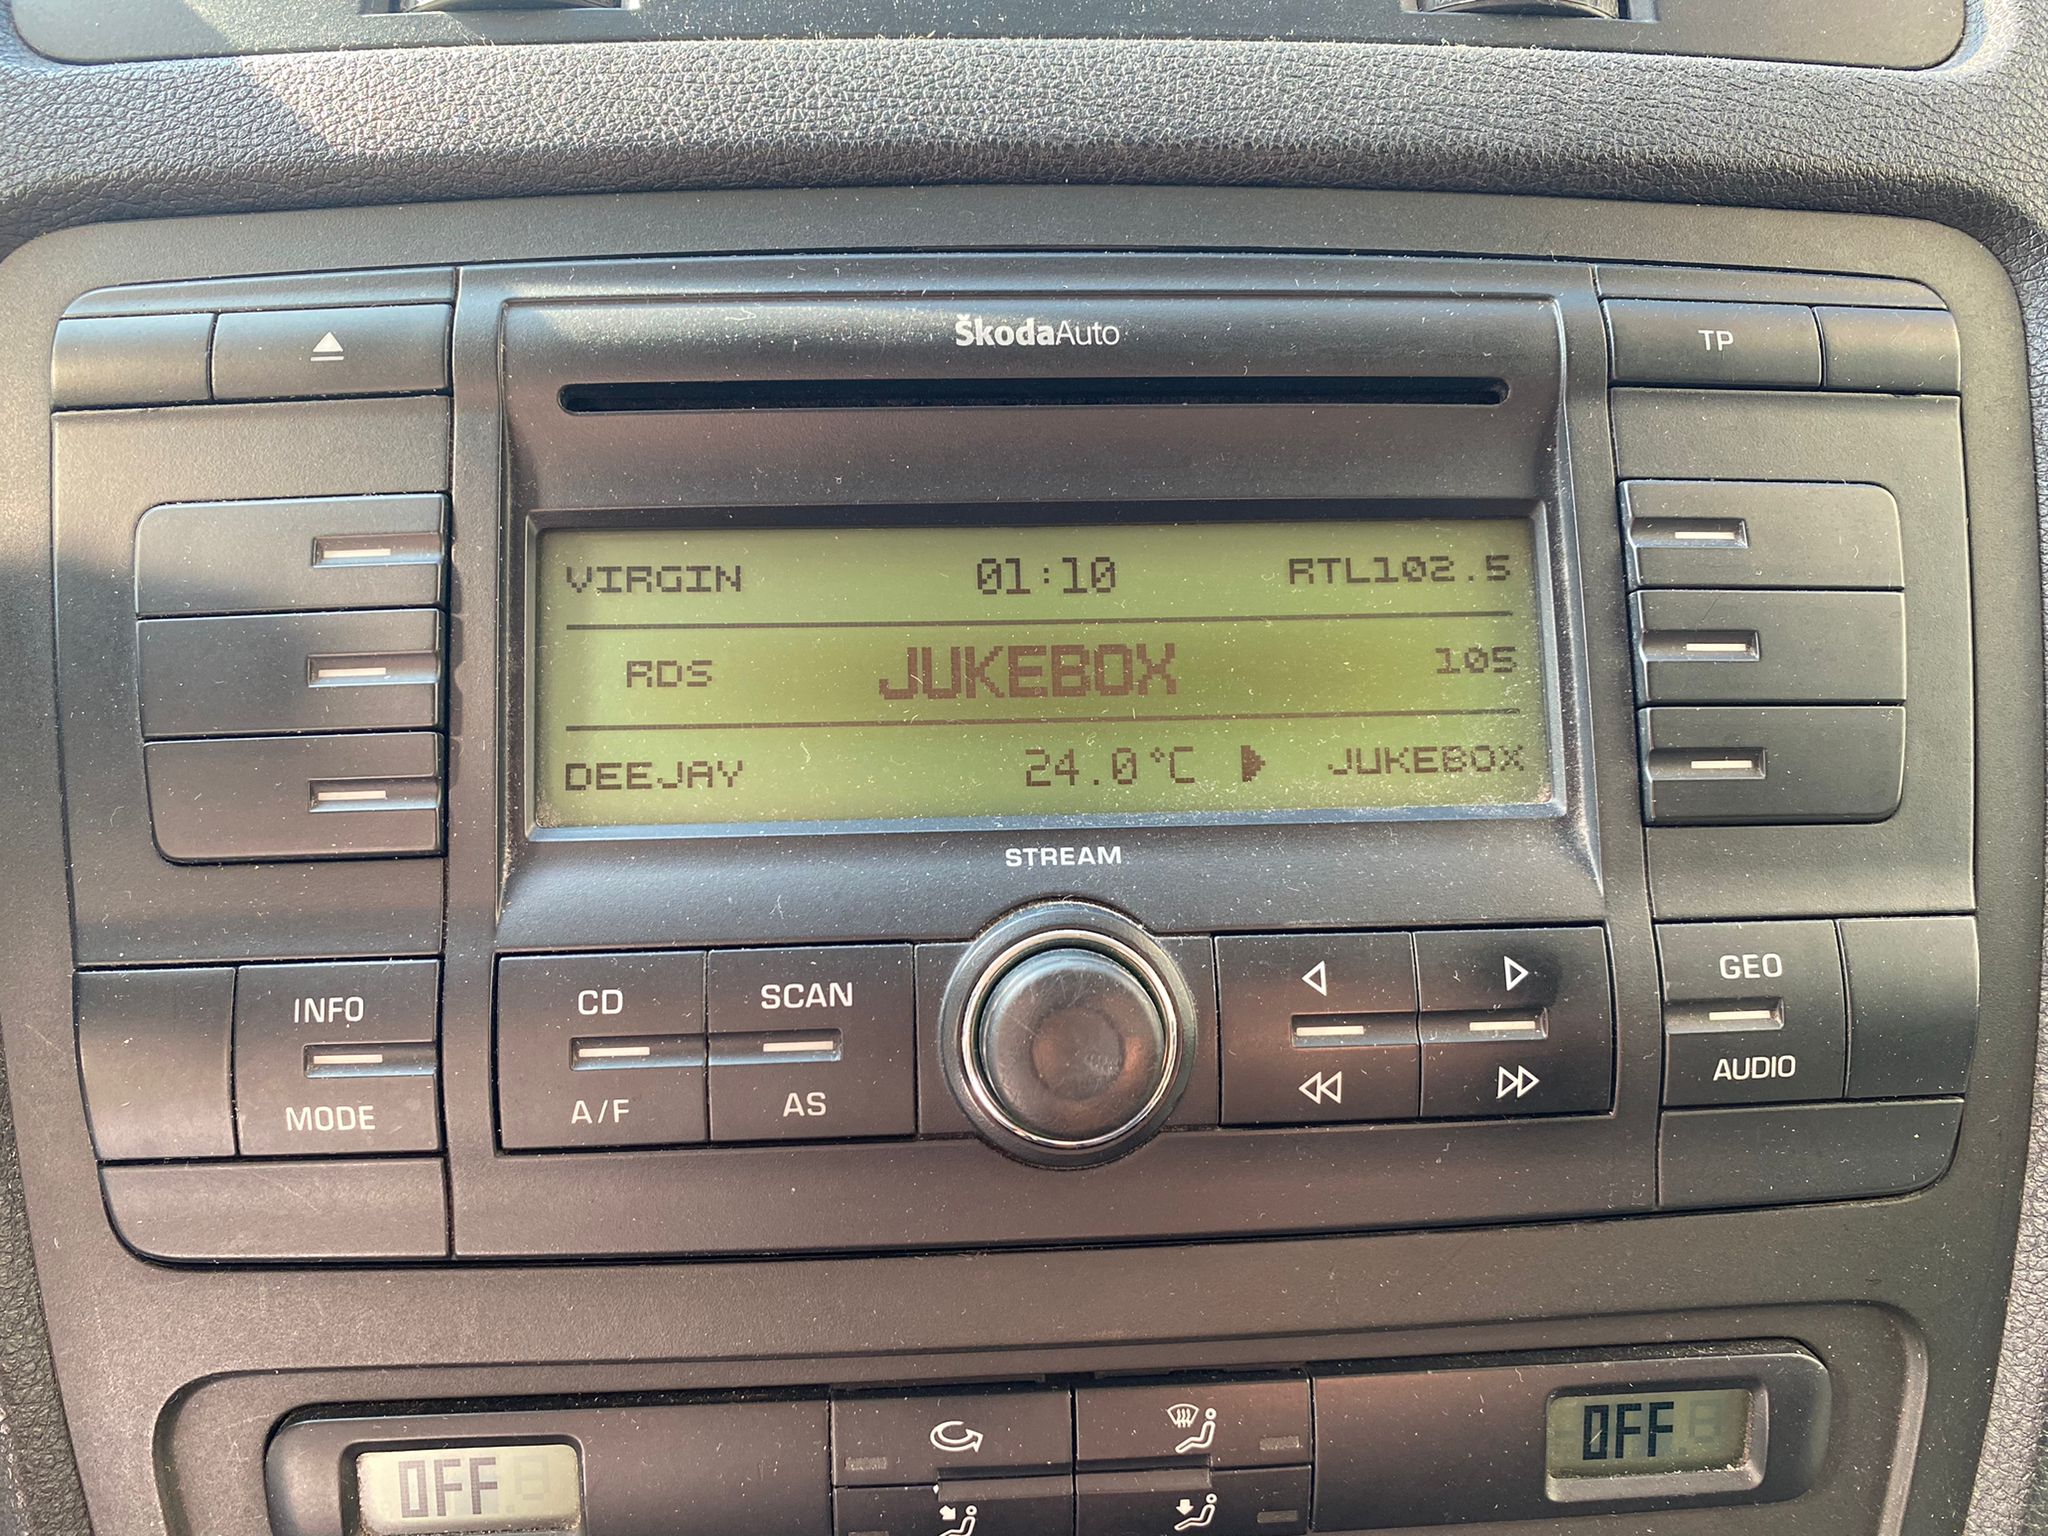 ŠkodaAuto
TP
VIRGIN 01:10 RTL102.5
RDS JUKEBOX 105
DEEJAY 24.0°C JUKEBOX
STREAM
INFO CD SCAN GEO
MODE A/F AS AUDIO
OFF OFF